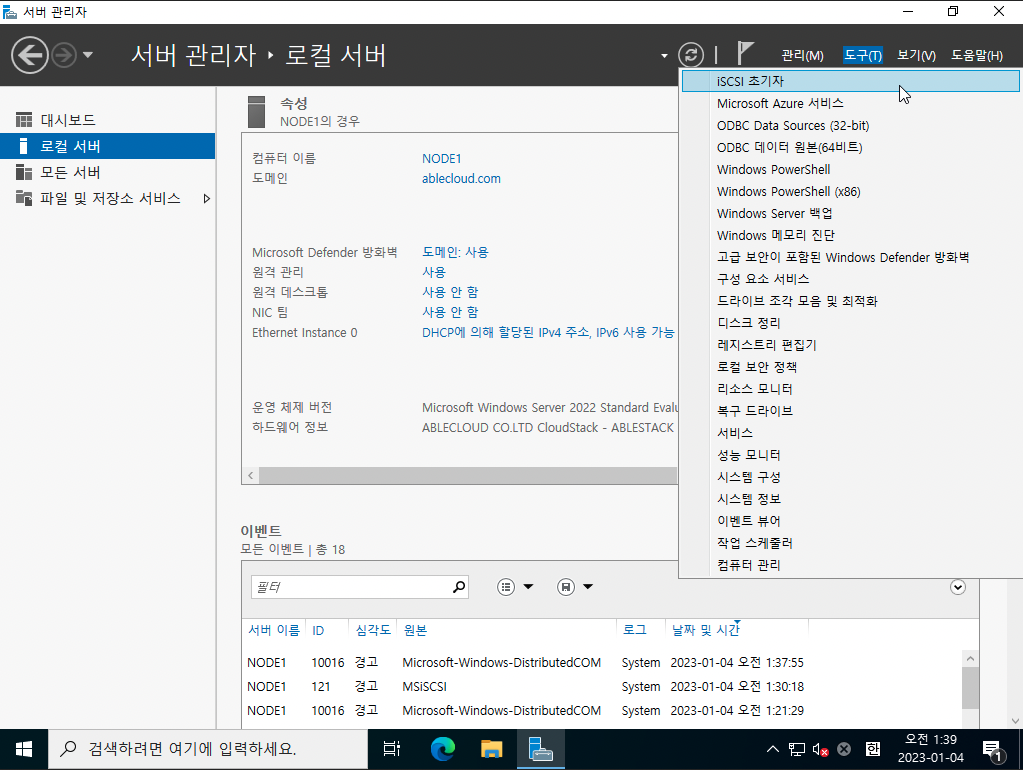 서버 관리자
서버 관리자 ‣ 로컬 서버
관리(M) 도구(T) 보기(V) 도움말(H)
대시보드
로컬 서버
모든 서버
파일 및 저장소 서비스
속성
NODE1의 경우
컴퓨터 이름 NODE1
도메인 ablecloud.com
Microsoft Defender 방화벽 도메인: 사용
원격 관리 사용
원격 데스크톱 사용 안 함
NIC 팀 사용 안 함
Ethernet Instance 0 DHCP에 의해 할당된 IPv4 주소, IPv6 사용 가능
운영 체제 버전 Microsoft Windows Server 2022 Standard Evalu
하드웨어 정보 ABLECLOUD CO.LTD CloudStack - ABLESTACK
iSCSI 초기자
Microsoft Azure 서비스
ODBC Data Sources (32-bit)
ODBC 데이터 원본(64비트)
Windows PowerShell
Windows PowerShell (x86)
Windows Server 백업
Windows 메모리 진단
고급 보안이 포함된 Windows Defender 방화벽
구성 요소 서비스
드라이브 조각 모음 및 최적화
디스크 정리
레지스트리 편집기
로컬 보안 정책
리소스 모니터
복구 드라이브
서비스
성능 모니터
시스템 구성
시스템 정보
이벤트 뷰어
작업 스케줄러
컴퓨터 관리
이벤트
모든 이벤트 | 총 18
필터
서버 이름 ID 심각도 원본 로그 날짜 및 시간
NODE1 10016 경고 Microsoft-Windows-DistributedCOM System 2023-01-04 오전 1:37:55
NODE1 121 경고 MSiSCSI System 2023-01-04 오전 1:30:18
NODE1 10016 경고 Microsoft-Windows-DistributedCOM System 2023-01-04 오전 1:21:29
검색하려면 여기에 입력하세요.
한
오전 1:39
2023-01-04
1